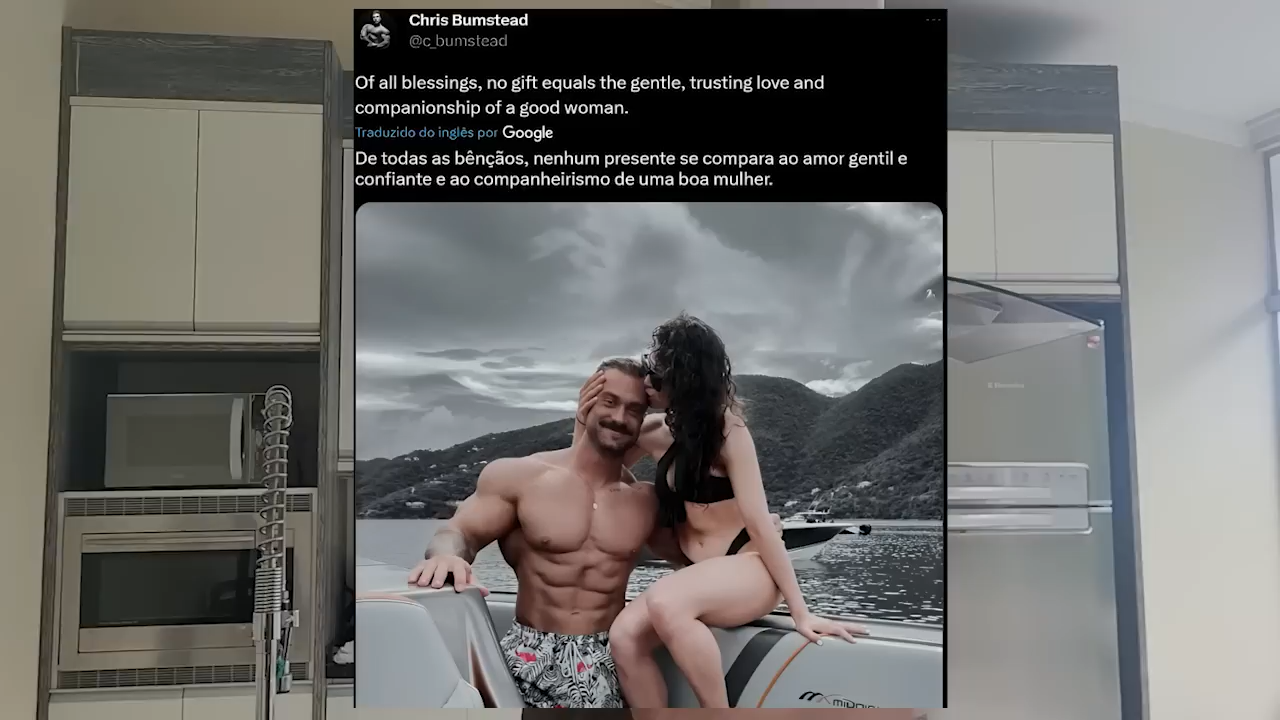 Chris Bumstead
@c_bumstead
Of all blessings, no gift equals the gentle, trusting love and
companionship of a good woman.
Traduzido do inglês por Google
De todas as bênçãos, nenhum presente se compara ao amor gentil e
confiante e ao companheirismo de uma boa mulher.